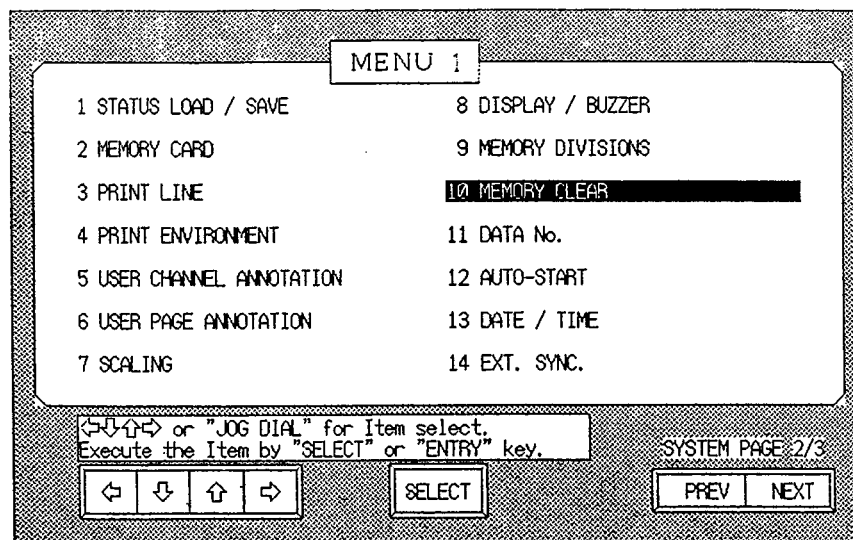 MENU 1
1 STATUS LOAD / SAVE
2 MEMORY CARD
3 PRINT LINE
4 PRINT ENVIRONMENT
5 USER CHANNEL ANNOTATION
6 USER PAGE ANNOTATION
7 SCALING
8 DISPLAY / BUZZER
9 MEMORY DIVISIONS
10 MEMORY CLEAR
11 DATA No.
12 AUTO-START
13 DATE / TIME
14 EXT. SYNC.
⇦⇩⇧⇨ or "JOG DIAL" for Item select.
Execute the Item by "SELECT" or "ENTRY" key.
SYSTEM PAGE 2/3
⇦ ⇩ ⇧ ⇨ SELECT PREV NEXT